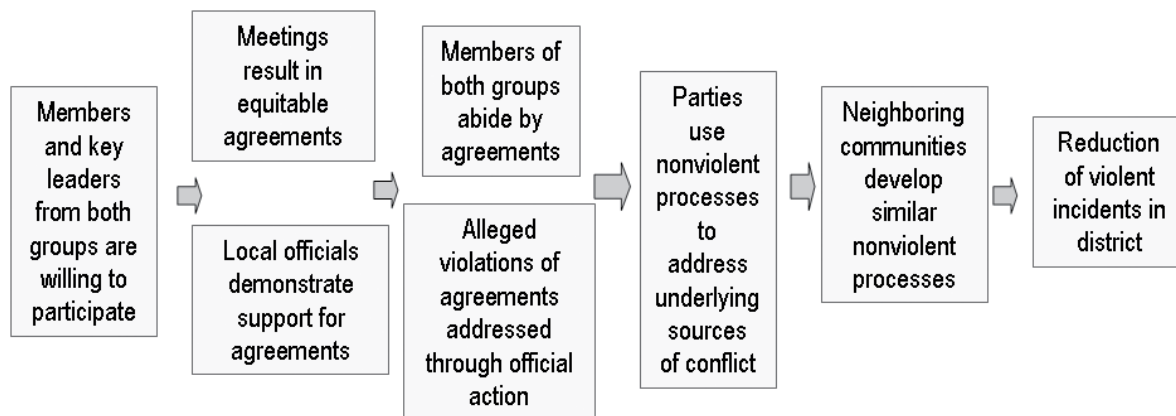 Members
and key
leaders
from both
groups are
willing to
participate
Meetings
result in
equitable
agreements
Local officials
demonstrate
support for
agreements
Members of
both groups
abide by
agreements
Alleged
violations of
agreements
addressed
through official
action
Parties
use
nonviolent
processes
to
address
underlying
sources
of conflict
Neighboring
communities
develop
similar
nonviolent
processes
Reduction
of violent
incidents in
district